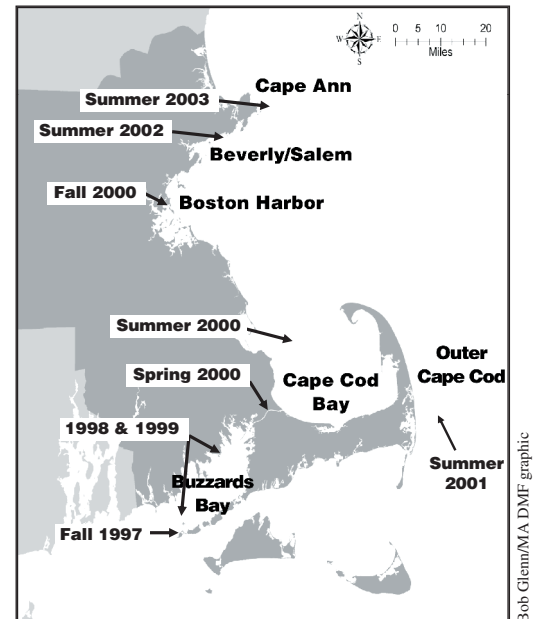 N
W
E
S
0 5 10 20
Miles
Cape Ann
Summer 2003
Summer 2002
Beverly/Salem
Fall 2000
Boston Harbor
Summer 2000
Outer
Cape Cod
Spring 2000
Cape Cod
Bay
1998 & 1999
Summer
2001
Buzzards
Bay
Fall 1997
Bob Glenn/MA DMF graphic